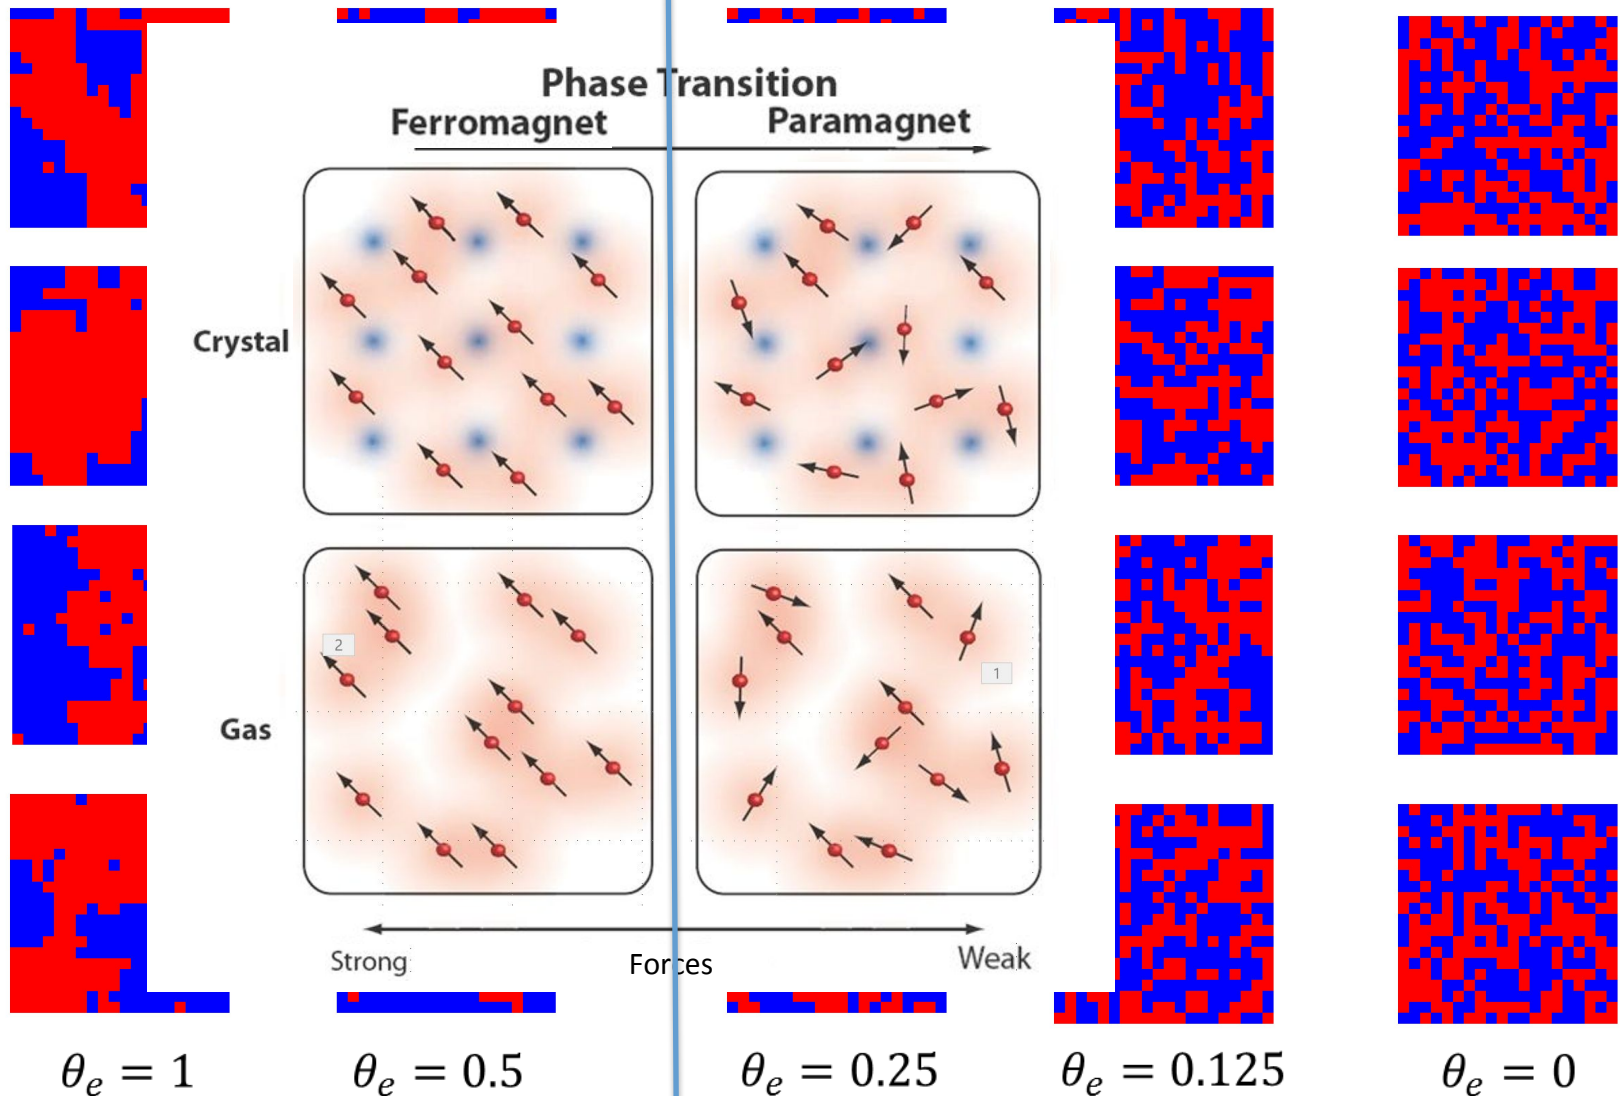 Phase Transition
Ferromagnet Paramagnet
Crystal
2
1
Gas
Strong Forces Weak
θₑ = 1 θₑ = 0.5 θₑ = 0.25 θₑ = 0.125 θₑ = 0